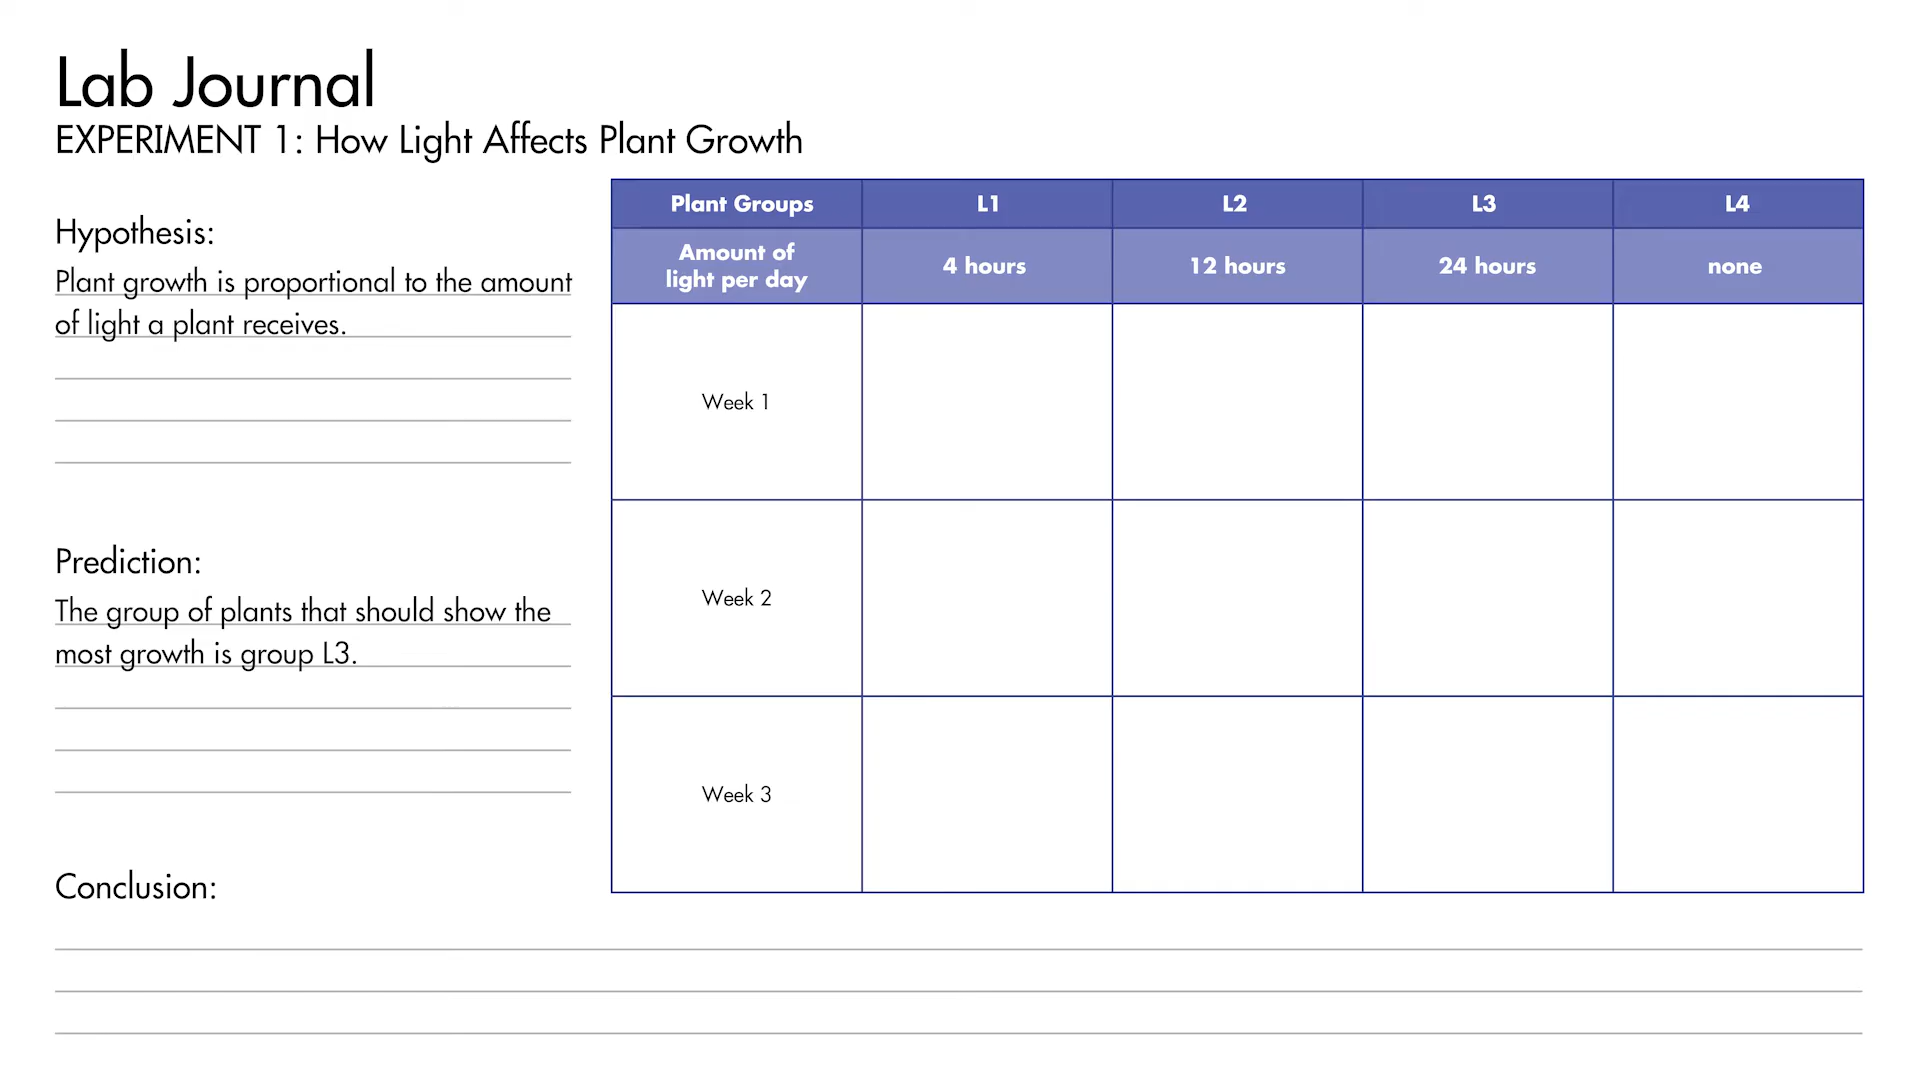 Lab Journal
EXPERIMENT 1: How Light Affects Plant Growth
Hypothesis:
Plant growth is proportional to the amount
of light a plant receives.
Prediction:
The group of plants that should show the
most growth is group L3.
Plant Groups L1 L2 L3 L4
Amount of
light per day 4 hours 12 hours 24 hours none
Week 1
Week 2
Week 3
Conclusion: